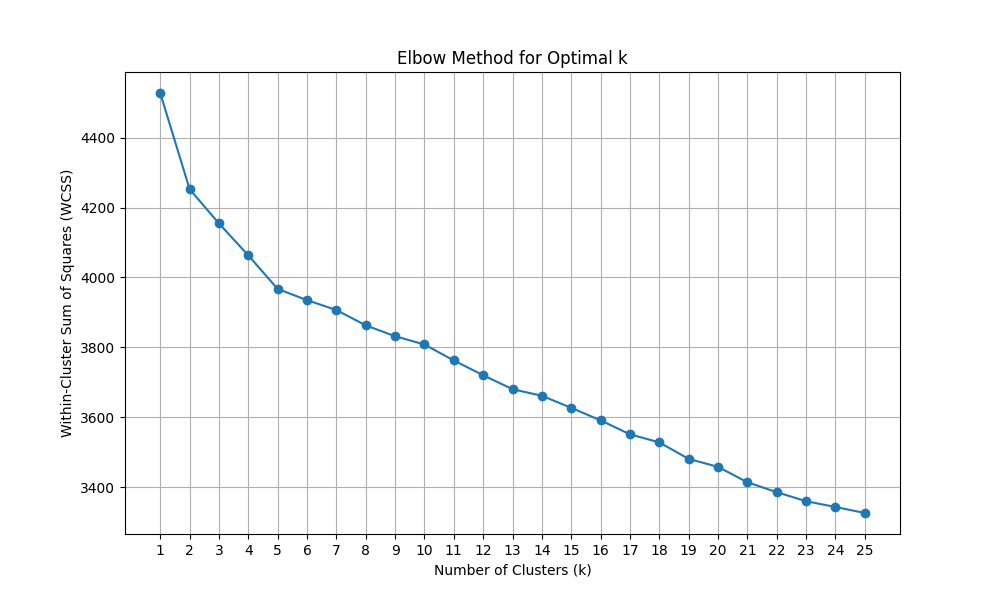 Elbow Method for Optimal k
Within-Cluster Sum of Squares (WCSS)
4400
4200
4000
3800
3600
3400
1 2 3 4 5 6 7 8 9 10 11 12 13 14 15 16 17 18 19 20 21 22 23 24 25
Number of Clusters (k)